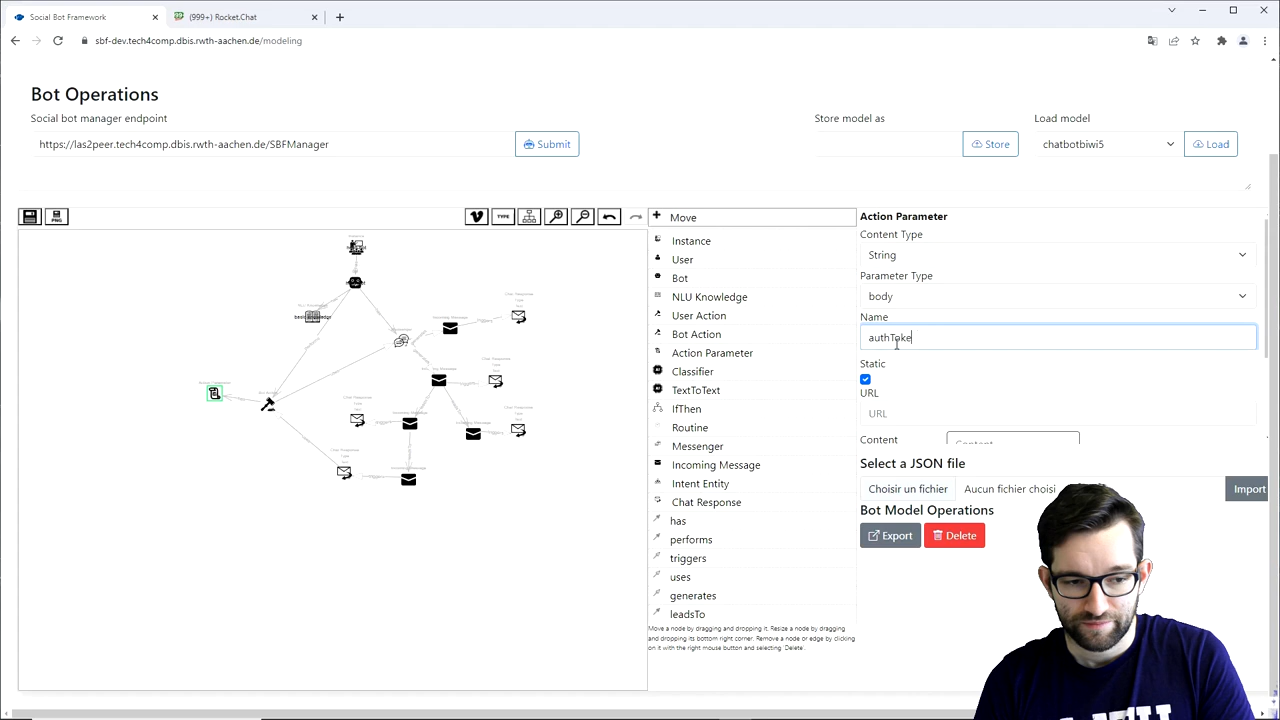 Social Bot Framework
(999+) Rocket.Chat
sbf-dev.tech4comp.dbis.rwth-aachen.de/modeling
Bot Operations
Social bot manager endpoint
https://las2peer.tech4comp.dbis.rwth-aachen.de/SBFManager
Submit
Store model as
Store
Load model
chatbotbiwi5
Load
TYPE
PNG
Move
Instance
User
Bot
NLU Knowledge
User Action
Bot Action
Action Parameter
Classifier
TextToText
IfThen
Routine
Messenger
Incoming Message
Intent Entity
Chat Response
has
performs
triggers
uses
generates
leadsTo
Move a node by dragging and dropping it. Resize a node by dragging
and dropping its bottom right corner. Remove a node or edge by clicking
on it with the right mouse button and selecting 'Delete'.
Action Parameter
Content Type
String
Parameter Type
body
Name
authToke
Static
URL
URL
Content
Content
Select a JSON file
Choisir un fichier
Aucun fichier choisi
Import
Bot Model Operations
Export
Delete